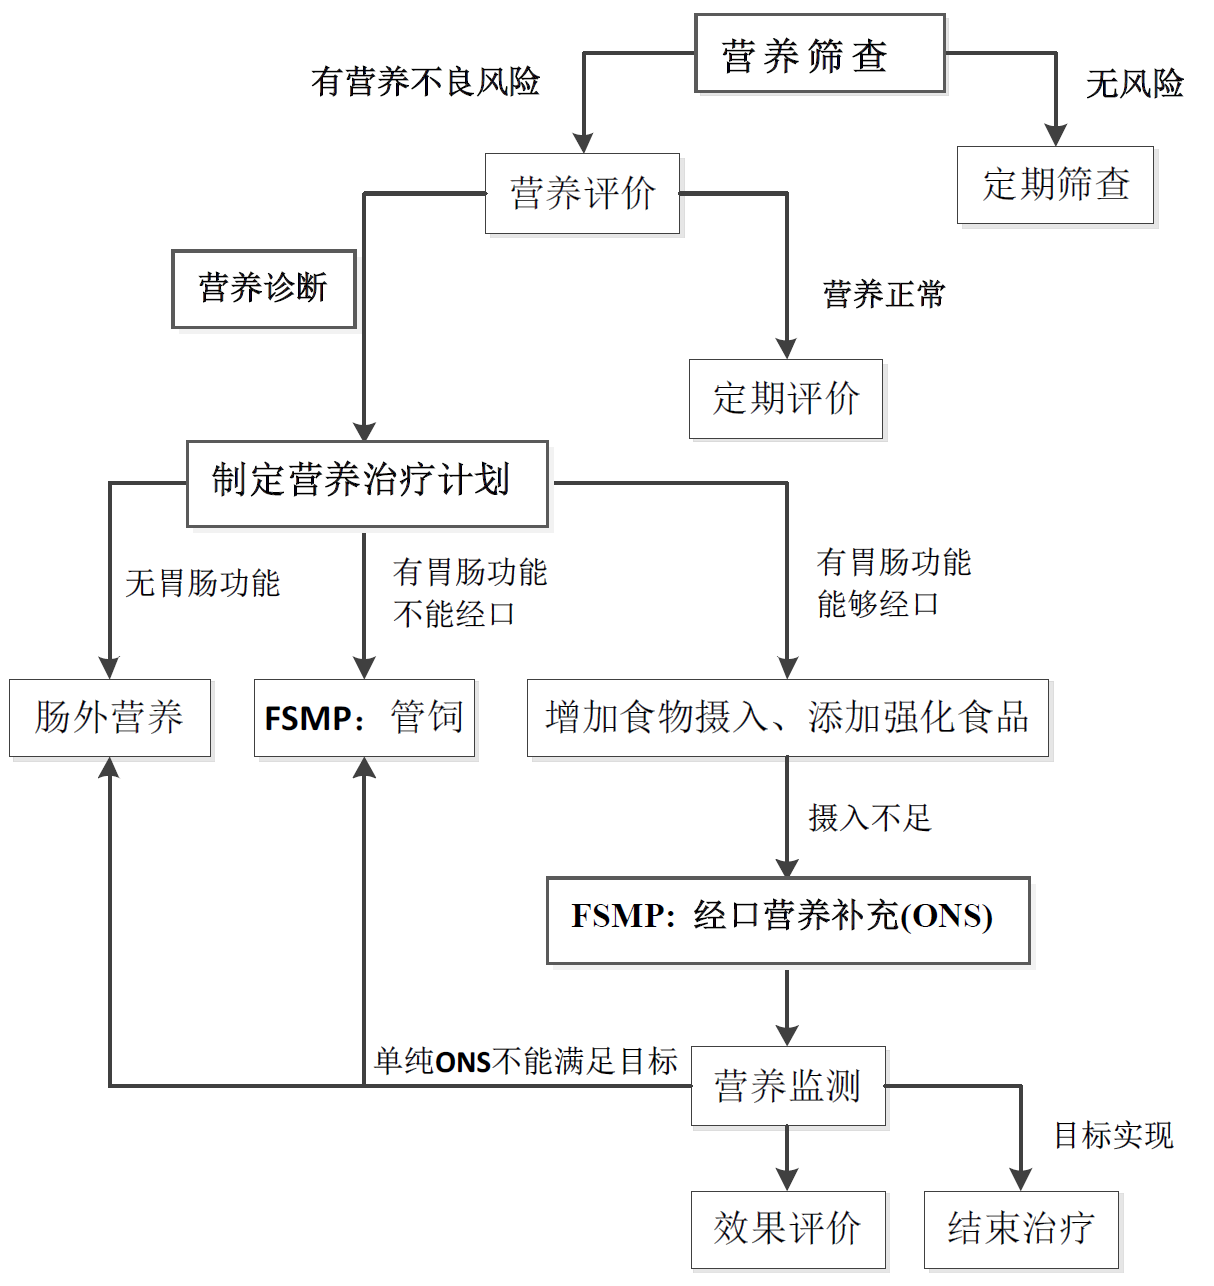 营养筛查
有营养不良风险
无风险
营养评价
定期筛查
营养诊断
营养正常
定期评价
制定营养治疗计划
无胃肠功能
有胃肠功能
不能经口
有胃肠功能
能够经口
肠外营养
FSMP：管饲
增加食物摄入、添加强化食品
摄入不足
FSMP: 经口营养补充(ONS)
单纯ONS不能满足目标
营养监测
目标实现
效果评价
结束治疗